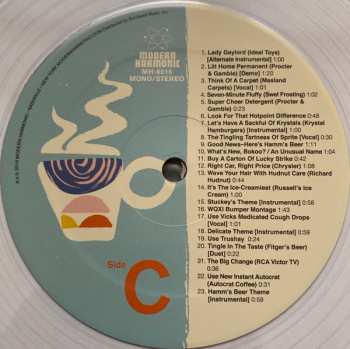 MODERN
HARMONIC
MH-8215
MONO/STEREO
1. Lady Gaylord (Ideal Toys)
[Alternate Instrumental] 1:00
2. Lilt Home Permanent (Procter
& Gamble) [Demo] 1:20
3. Think Of A Carpet (Masland
Carpets) [Vocal] 1:01
4. Seven-Minute Fluffy (Swel Frosting) 1:02
5. Super Cheer Detergent (Procter &
Gamble) 0:22
6. Look For That Hotpoint Difference 0:48
7. Let's Have A Sackful Of Krystals (Krystal
Hamburgers) [Instrumental] 1:00
8. The Tingling Tartness Of Sprite [Vocal] 0:31
9. Good News–Here's Hamm's Beer 1:11
10. What's New, Bokoo? / An Unusual Name 1:04
11. Buy A Carton Of Lucky Strike 0:42
12. Right Car, Right Price (Chrysler) 1:08
13. Wave Your Hair With Hudnut Care (Richard
Hudnut) 0:44
14. It's The Ice-Creamiest (Russell's Ice
Cream) 1:00
15. Stuckey's Theme [Instrumental] 0:58
16. WOXI Bumper Montage 1:43
17. Use Vicks Medicated Cough Drops
[Vocal] 1:01
18. Delicate Theme [Instrumental] 0:59
19. Use Trushay
20. Tingle In The Taste (Fitger's Beer)
[Duet] 0:22
21. The Big Change (RCA Victor TV)
0:36
22. Use New Instant Autocrat
(Autocrat Coffee) 0:31
23. Hamm's Beer Theme
[Instrumental] 0:59
Side
C